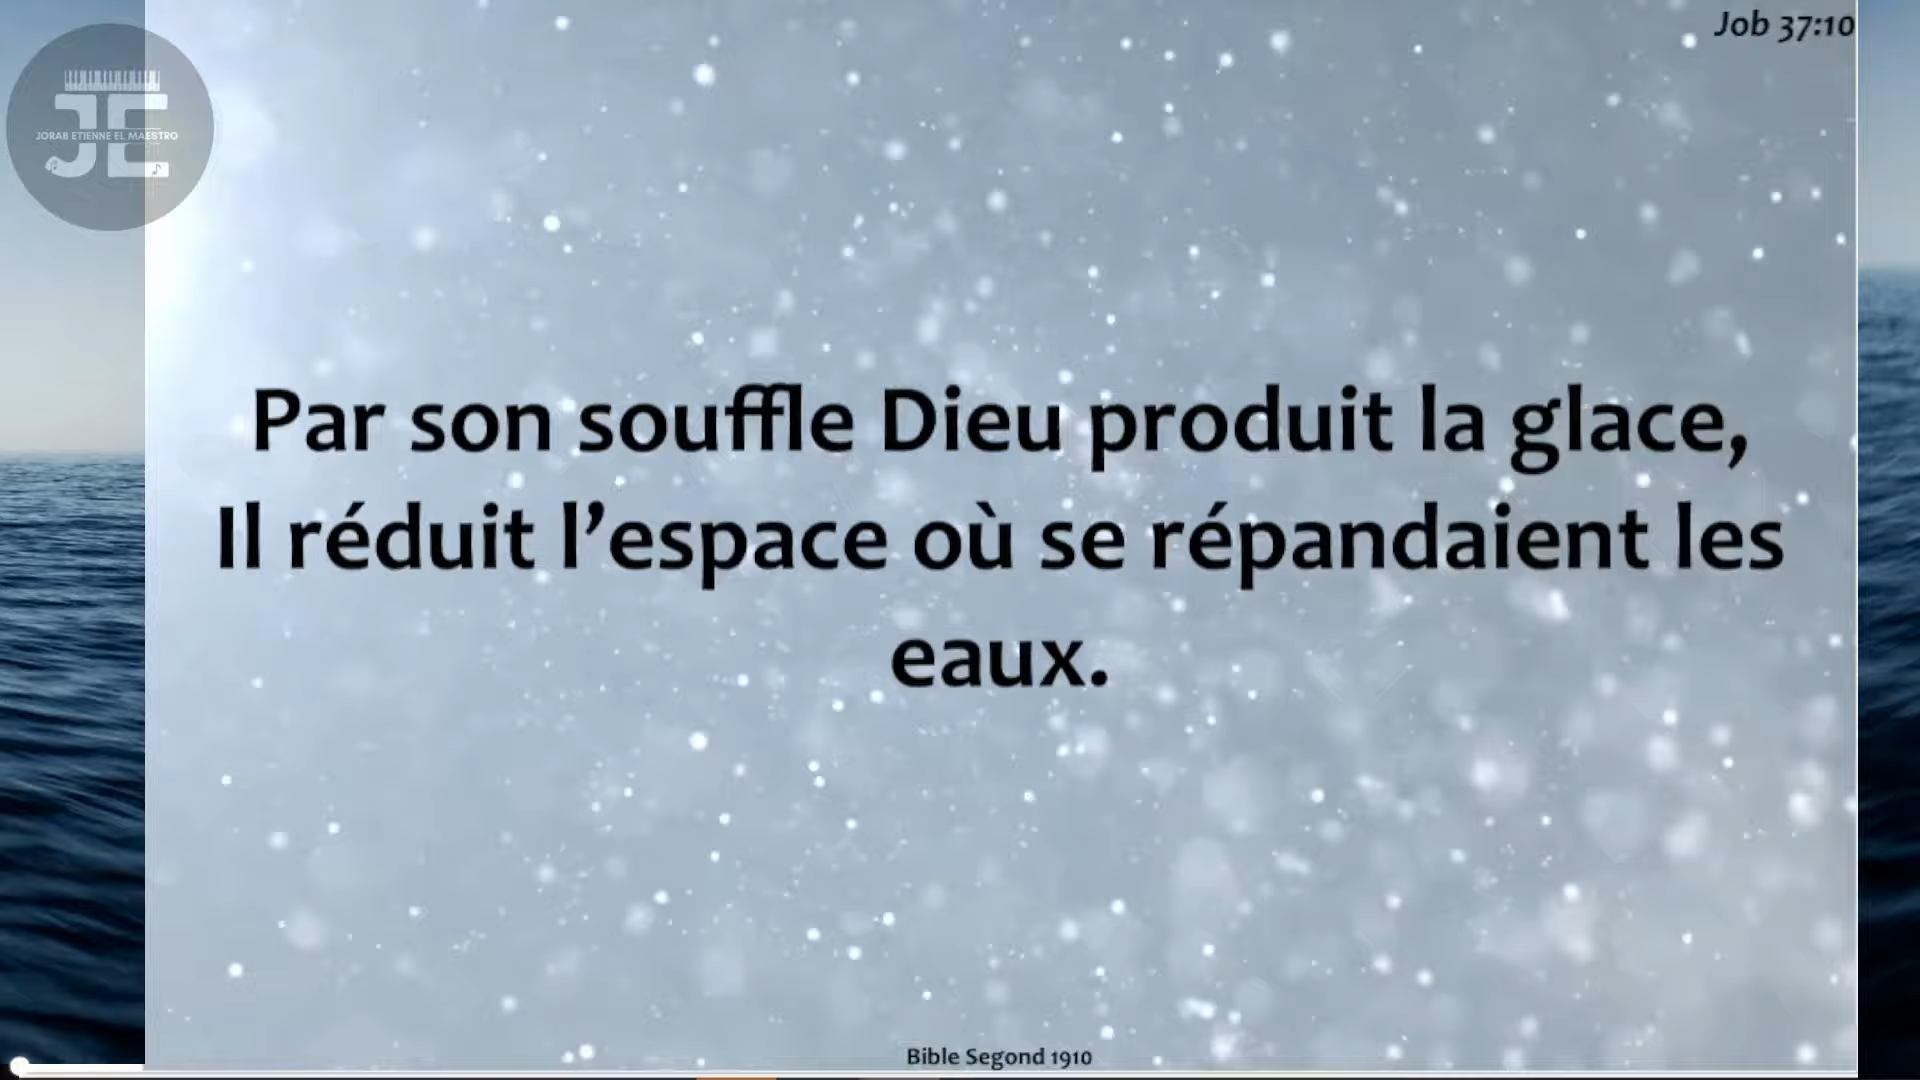 Job 37:10
JE
JORAB ETIENNE EL MAESTRO
Par son souffle Dieu produit la glace,
Il réduit l’espace où se répandaient les
eaux.
Bible Segond 1910